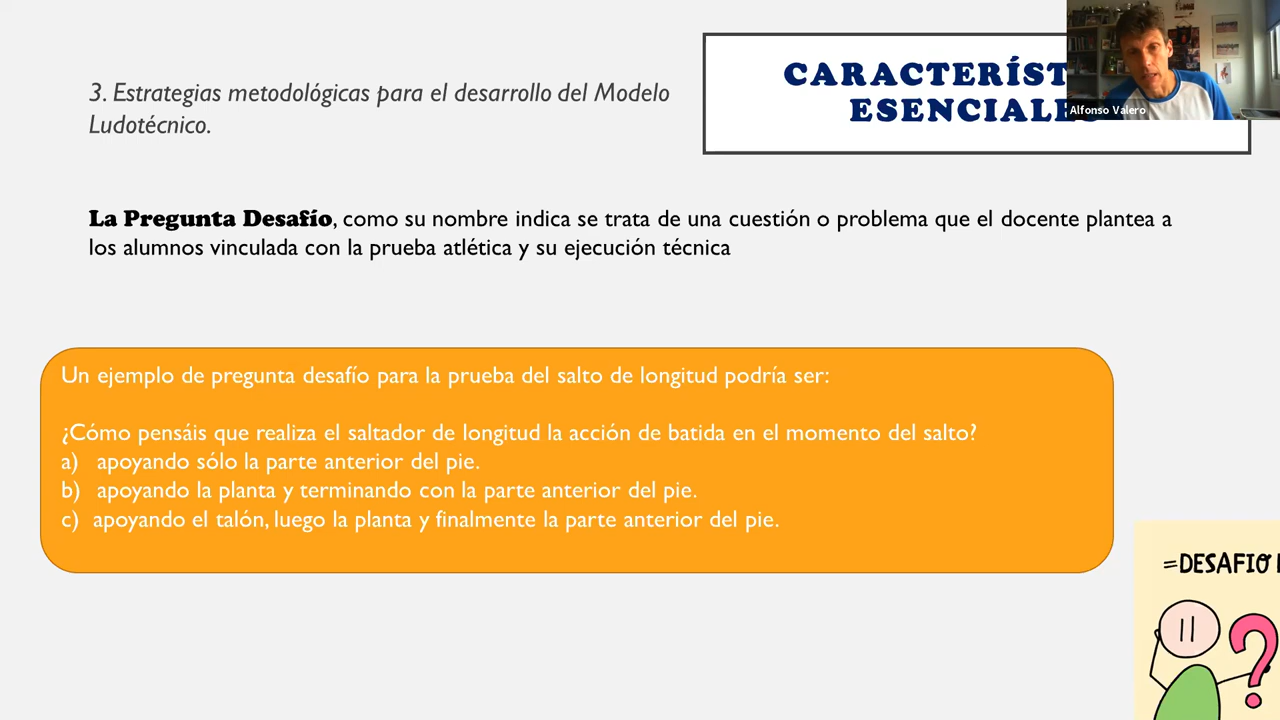 3. Estrategias metodológicas para el desarrollo del Modelo
Ludotécnico.
CARACTERÍST
ESENCIALES
Alfonso Valero
La Pregunta Desafío, como su nombre indica se trata de una cuestión o problema que el docente plantea a
los alumnos vinculada con la prueba atlética y su ejecución técnica
Un ejemplo de pregunta desafío para la prueba del salto de longitud podría ser:
¿Cómo pensáis que realiza el saltador de longitud la acción de batida en el momento del salto?
a) apoyando sólo la parte anterior del pie.
b) apoyando la planta y terminando con la parte anterior del pie.
c) apoyando el talón, luego la planta y finalmente la parte anterior del pie.
=DESAFIO